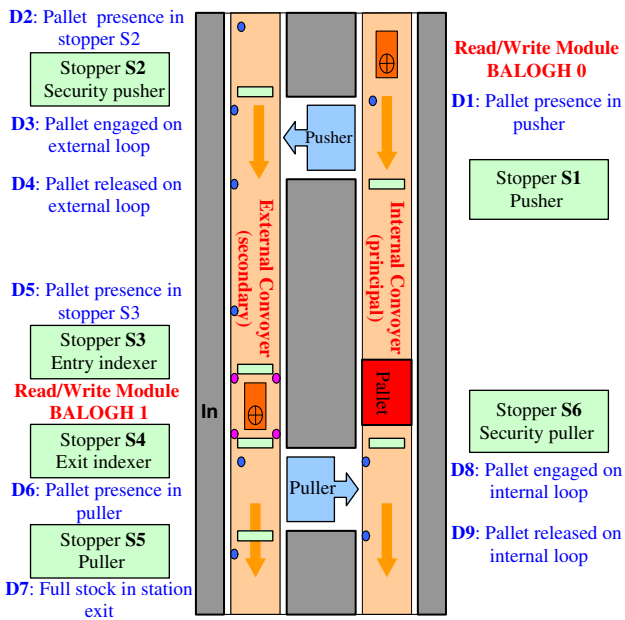 D2: Pallet presence in
stopper S2
Stopper S2
Security pusher
D3: Pallet engaged on
external loop
D4: Pallet released on
external loop
D5: Pallet presence in
stopper S3
Stopper S3
Entry indexer
Read/Write Module
BALOGH 1
Stopper S4
Exit indexer
D6: Pallet presence in
puller
Stopper S5
Puller
D7: Full stock in station
exit
In
External Convoyer
(secondary)
Pusher
Puller
Internal Convoyer
(principal)
Pallet
Read/Write Module
BALOGH 0
D1: Pallet presence in
pusher
Stopper S1
Pusher
Stopper S6
Security puller
D8: Pallet engaged on
internal loop
D9: Pallet released on
internal loop